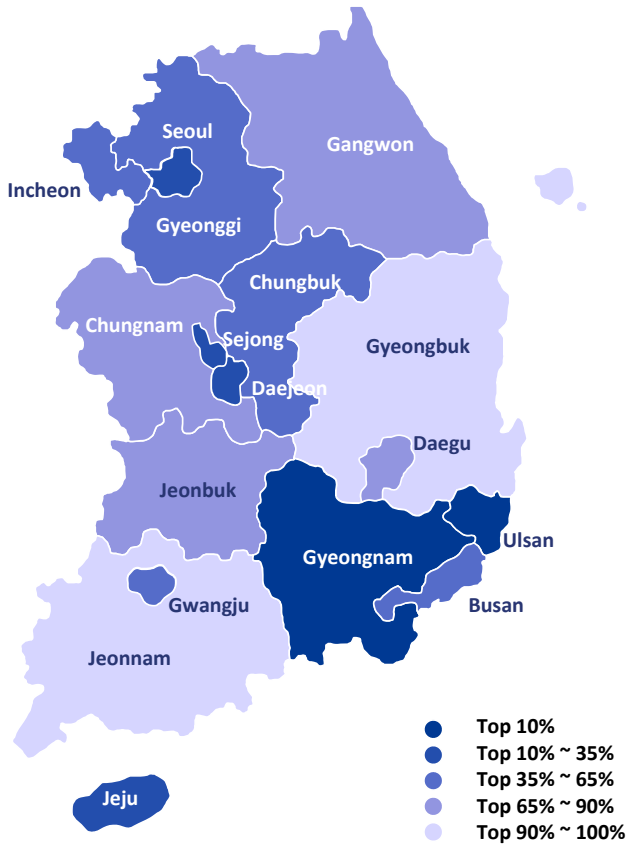 Seoul
Gangwon
Incheon
Gyeonggi
Chungbuk
Chungnam
Sejong
Gyeongbuk
Daejeon
Daegu
Jeonbuk
Ulsan
Gyeongnam
Gwangju
Busan
Jeonnam
Jeju
Top 10%
Top 10% ~ 35%
Top 35% ~ 65%
Top 65% ~ 90%
Top 90% ~ 100%